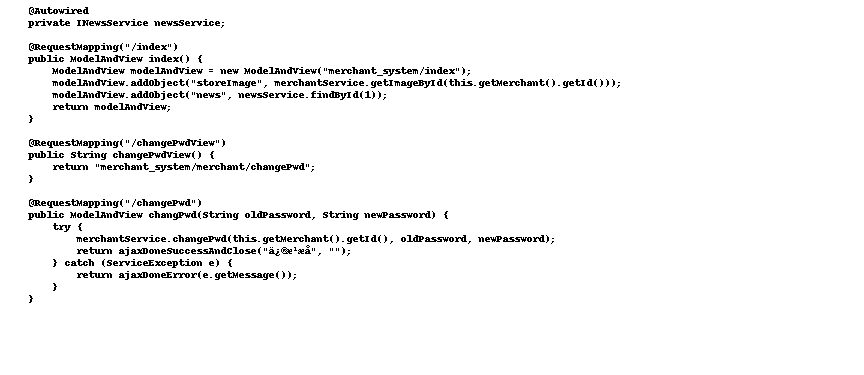 @Autowired
private INewsService newsService;

@RequestMapping("/index")
public ModelAndView index() {
    ModelAndView modelAndView = new ModelAndView("merchant_system/index");
    modelAndView.addObject("storeImage", merchantService.getImageById(this.getMerchant().getId()));
    modelAndView.addObject("news", newsService.findById(1));
    return modelAndView;
}

@RequestMapping("/changePwdView")
public String changePwdView() {
    return "merchant_system/merchant/changePwd";
}

@RequestMapping("/changePwd")
public ModelAndView changPwd(String oldPassword, String newPassword) {
    try {
        merchantService.changePwd(this.getMerchant().getId(), oldPassword, newPassword);
        return ajaxDoneSuccessAndClose("ä¿®æ¹æå", "");
    } catch (ServiceException e) {
        return ajaxDoneError(e.getMessage());
    }
}